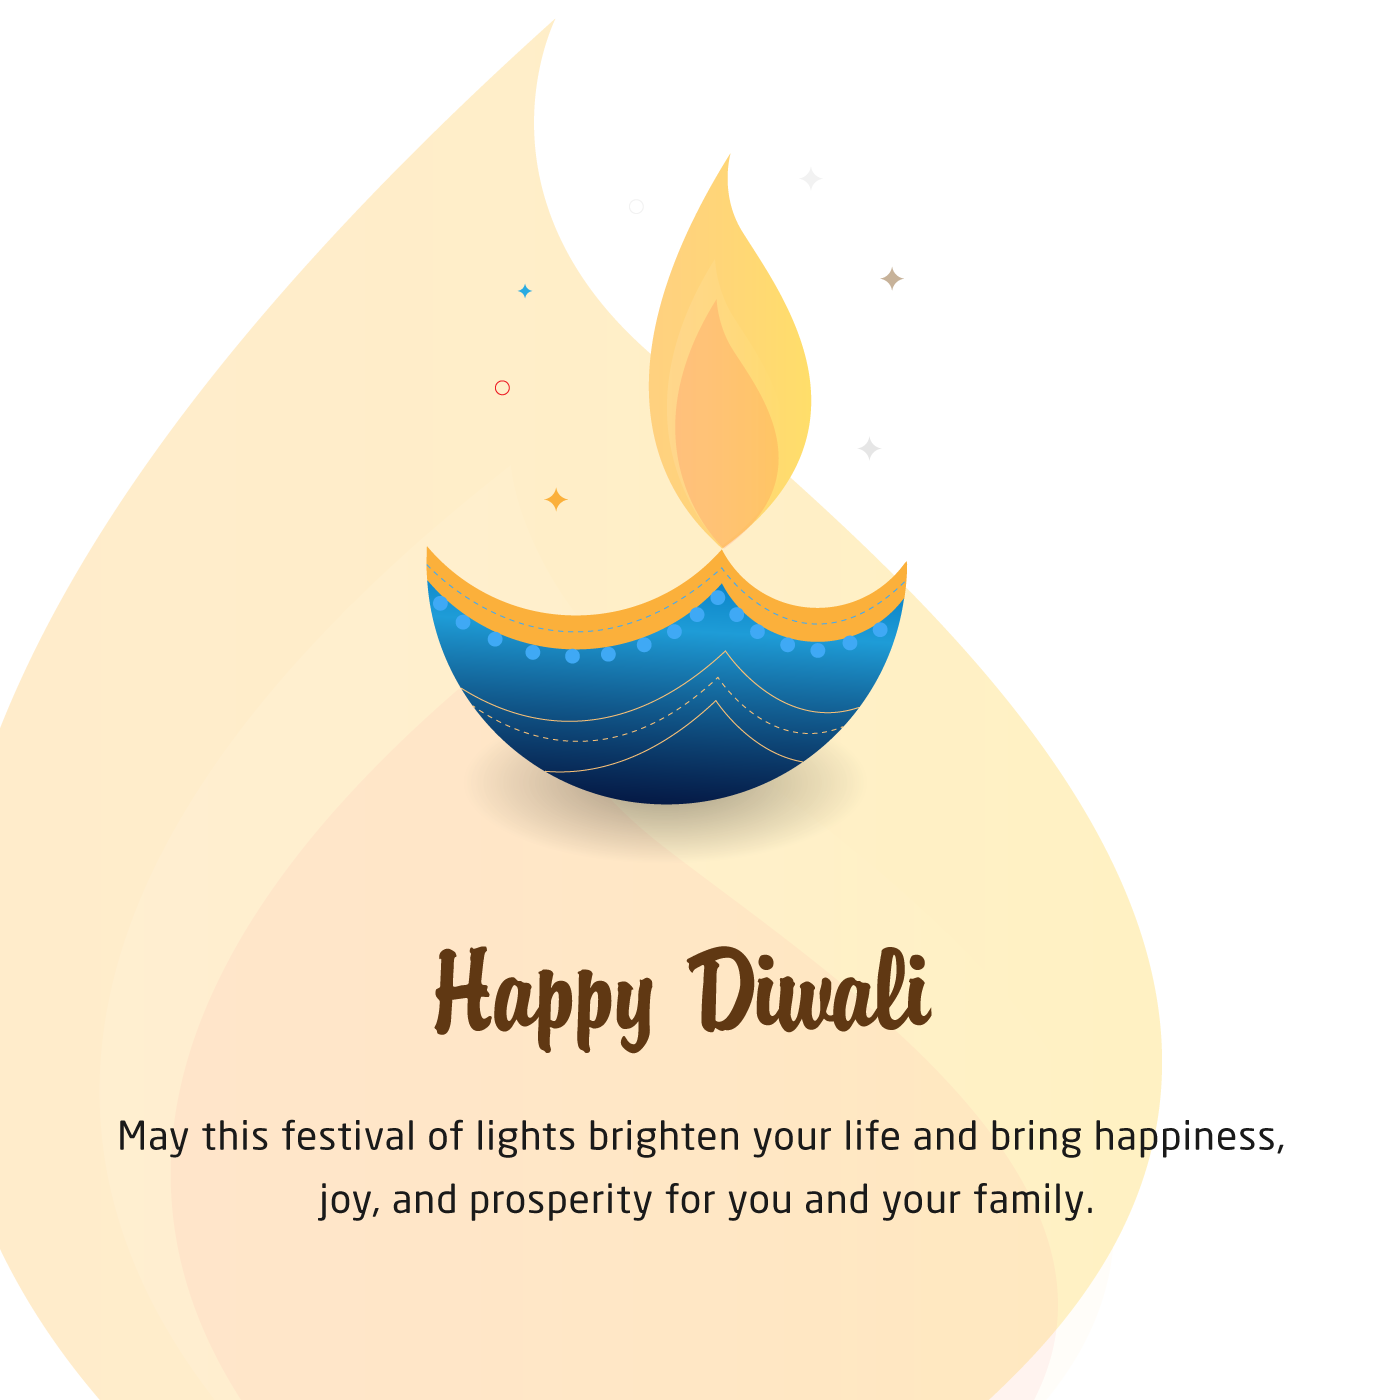 Happy Diwali
May this festival of lights brighten your life and bring happiness,
joy, and prosperity for you and your family.